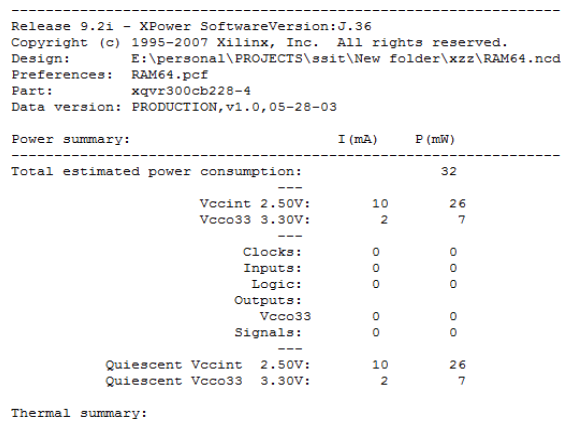 Release 9.2i - XPower SoftwareVersion:J.36
Copyright (c) 1995-2007 Xilinx, Inc.  All rights reserved.
Design:       E:\personal\PROJECTS\ssit\New folder\xzz\RAM64.ncd
Preferences:  RAM64.pcf
Part:         xqvr300cb228-4
Data version: PRODUCTION,v1.0,05-28-03
Power summary:                          I(mA)    P(mW)
Total estimated power consumption:                32
---
Vccint 2.50V:      10      26
Vcco33 3.30V:       2       7
---
Clocks:       0       0
Inputs:       0       0
Logic:       0       0
Outputs:
Vcco33       0       0
Signals:       0       0
---
Quiescent Vccint  2.50V:      10      26
Quiescent Vcco33  3.30V:       2       7
Thermal summary: